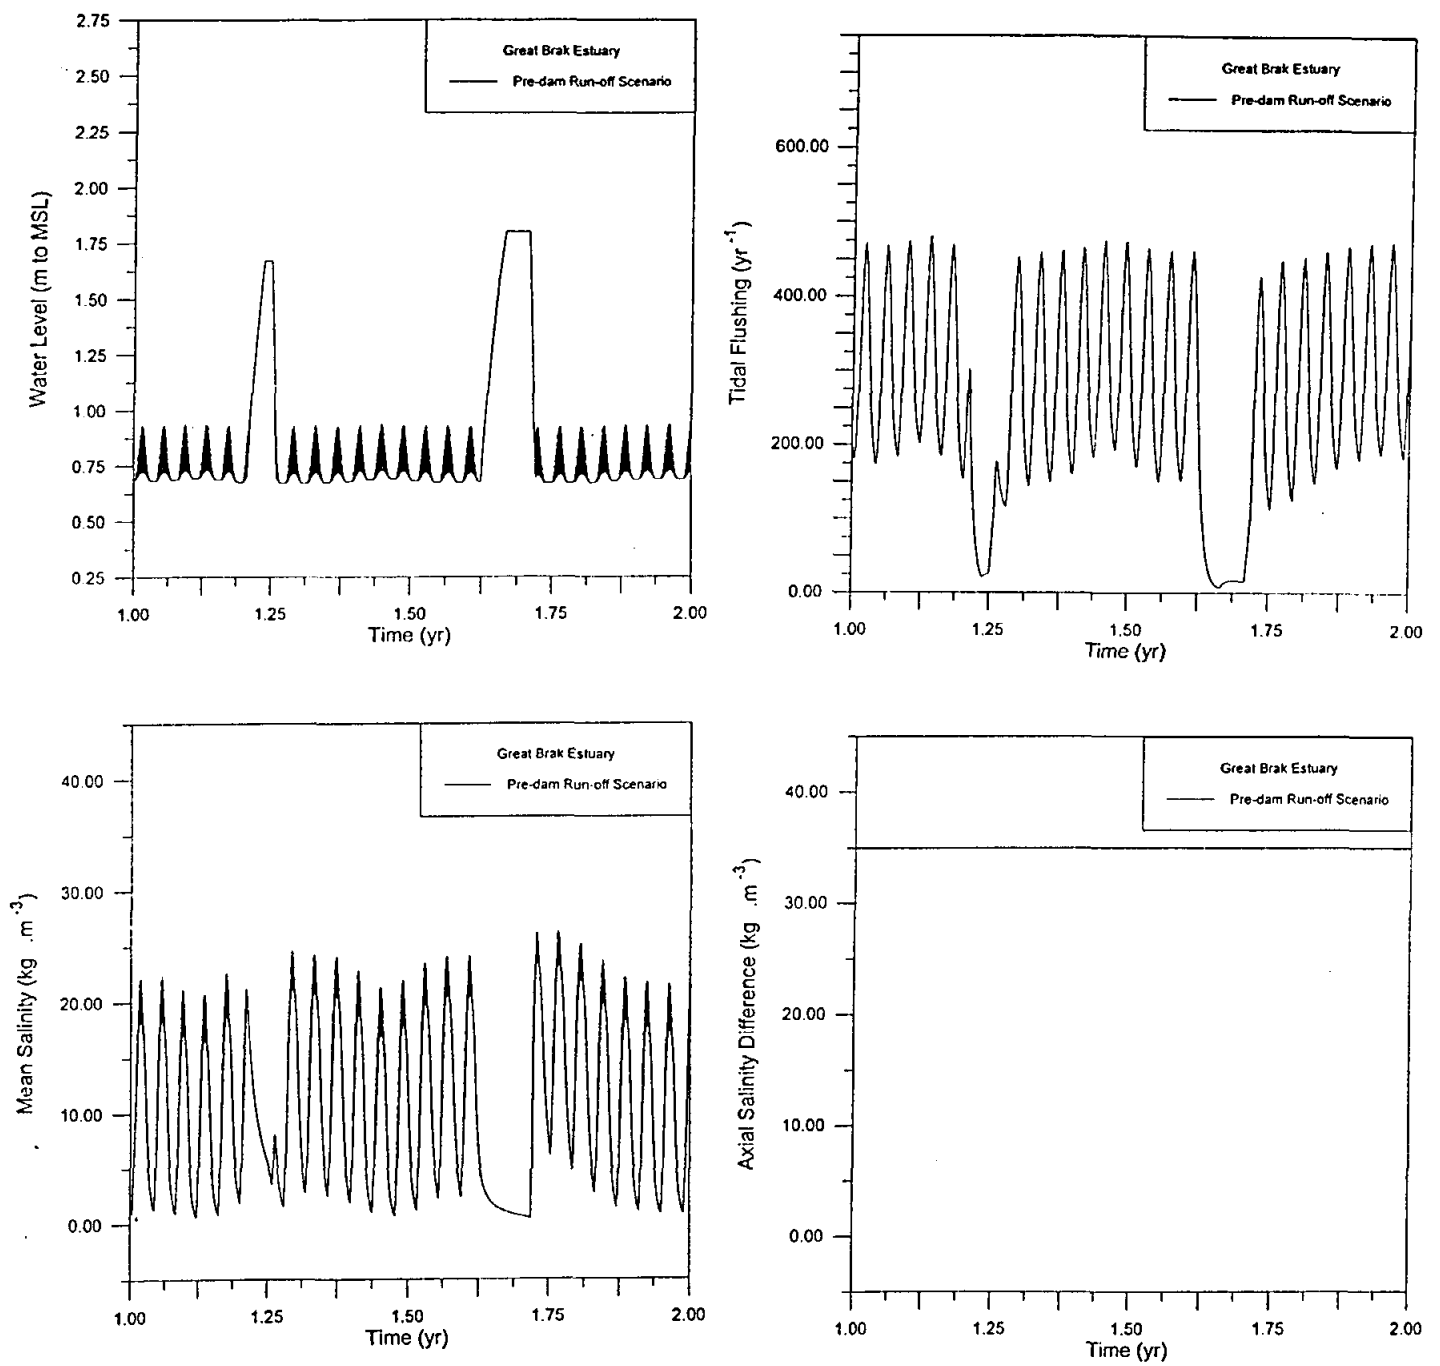 2.75
2.50
2.25
2.00
1.75
1.50
1.25
1.00
0.75
0.50
0.25
Water Level (m to MSL)
Great Brak Estuary
Pre-dam Run-off Scenario
1.00 1.25 1.50 1.75 2.00
Time (yr)
600.00
400.00
200.00
0.00
Tidal Flushing (yr⁻¹)
Great Brak Estuary
Pre-dam Run-off Scenario
1.00 1.25 1.50 1.75 2.00
Time (yr)
40.00
30.00
20.00
10.00
0.00
Mean Salinity (kg .m⁻³)
Great Brak Estuary
Pre-dam Run-off Scenario
1.00 1.25 1.50 1.75 2.00
Time (yr)
40.00
30.00
20.00
10.00
0.00
Axial Salinity Difference (kg .m⁻³)
Great Brak Estuary
Pre-dam Run-off Scenario
1.00 1.25 1.50 1.75 2.00
Time (yr)